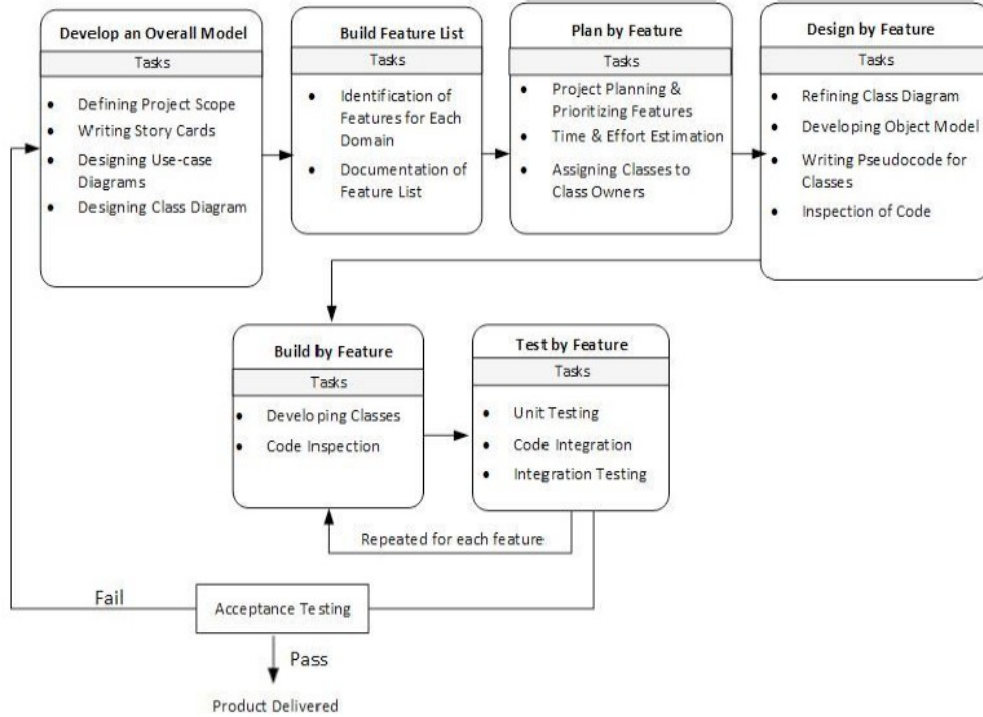 Develop an Overall Model
Tasks
Defining Project Scope
Writing Story Cards
Designing Use-case
Diagrams
Designing Class Diagram
Build Feature List
Tasks
Identification of
Features for Each
Domain
Documentation of
Feature List
Plan by Feature
Tasks
Project Planning &
Prioritizing Features
Time & Effort Estimation
Assigning Classes to
Class Owners
Design by Feature
Tasks
Refining Class Diagram
Developing Object Model
Writing Pseudocode for
Classes
Inspection of Code
Build by Feature
Tasks
Developing Classes
Code Inspection
Test by Feature
Tasks
Unit Testing
Code Integration
Integration Testing
Repeated for each feature
Fail
Acceptance Testing
Pass
Product Delivered